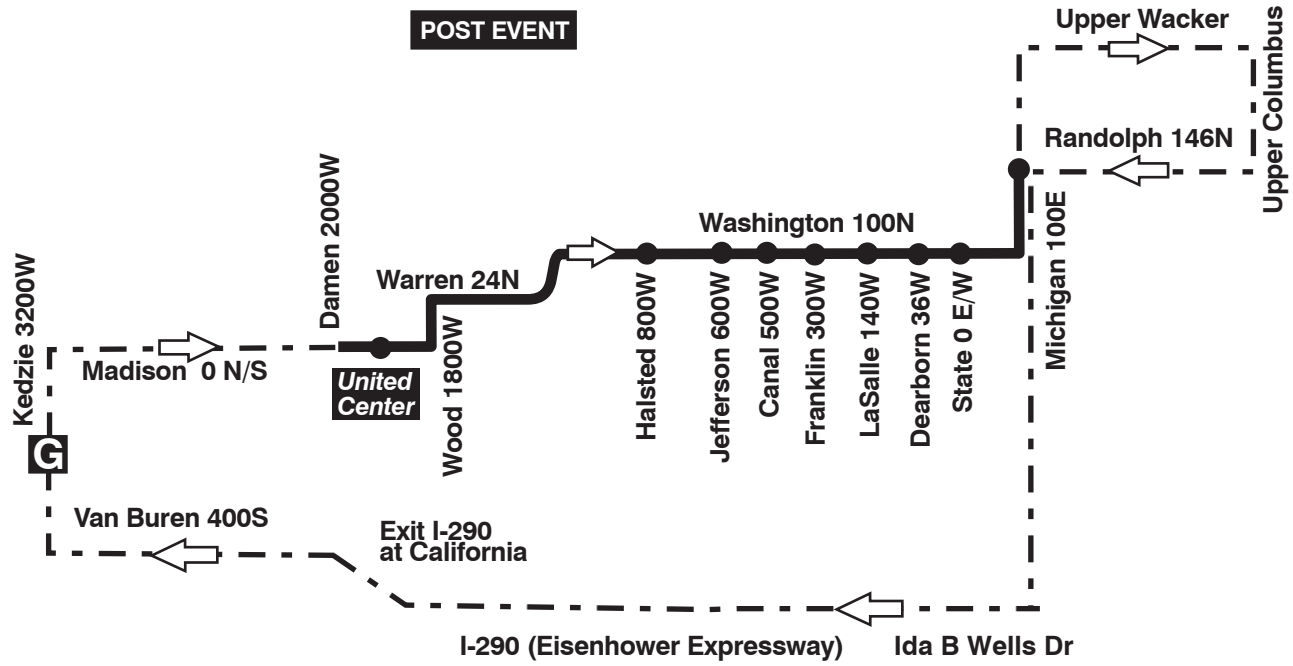 POST EVENT
Upper Wacker
Upper Columbus
Randolph 146N
Michigan 100E
Washington 100N
Damen 2000W
Warren 24N
Kedzie 3200W
Madison 0 N/S
United
Center
Wood 1800W
Halsted 800W
Jefferson 600W
Canal 500W
Franklin 300W
LaSalle 140W
Dearborn 36W
State 0 E/W
G
Van Buren 400S
Exit I-290
at California
I-290 (Eisenhower Expressway)
Ida B Wells Dr